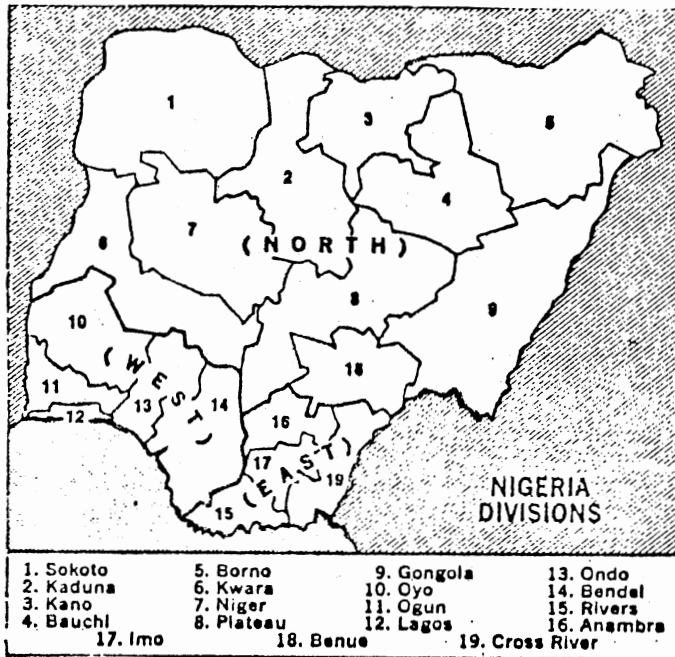 1
3
5
2
4
7
6
(NORTH)
8
9
10
(WEST)
18
11
13
14
12
16
17
(EAST)
19
15
NIGERIA
DIVISIONS
1. Sokoto 5. Borno 9. Gongola 13. Ondo
2. Kaduna 6. Kwara 10. Oyo 14. Bendel
3. Kano 7. Niger 11. Ogun 15. Rivers
4. Bauchi 8. Plateau 12. Lagos 16. Anambra
17. Imo 18. Benue 19. Cross River